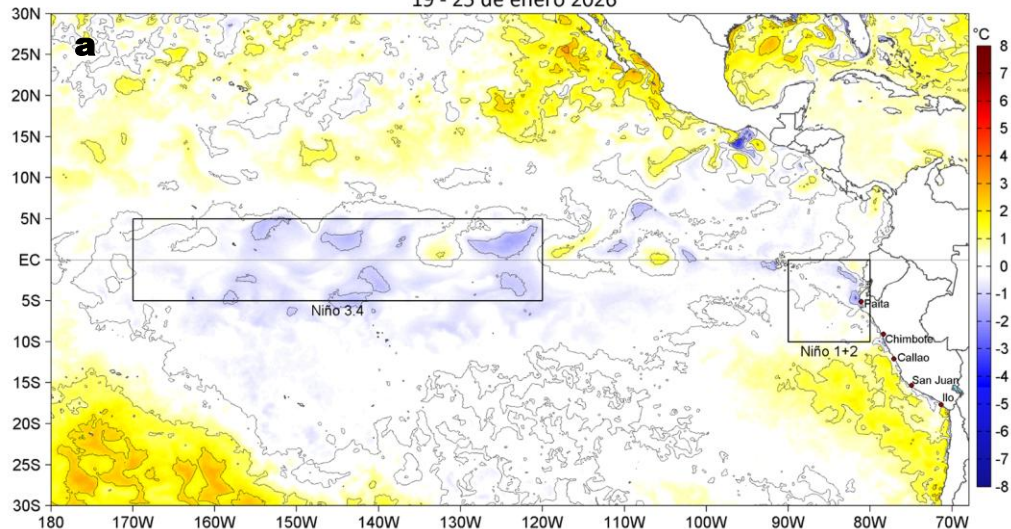 19 - 25 de enero 2026
30N
a
°C
8
25N
7
20N
6
5
15N
4
10N
3
5N
2
1
EC
0
Niño 3.4
Paita
5S
-1
Chimbote
10S
-2
Niño 1+2
Callao
-3
15S
San Juan
-4
Ilo
20S
-5
-6
25S
-7
30S
-8
180
170W
160W
150W
140W
130W
120W
110W
100W
90W
80W
70W